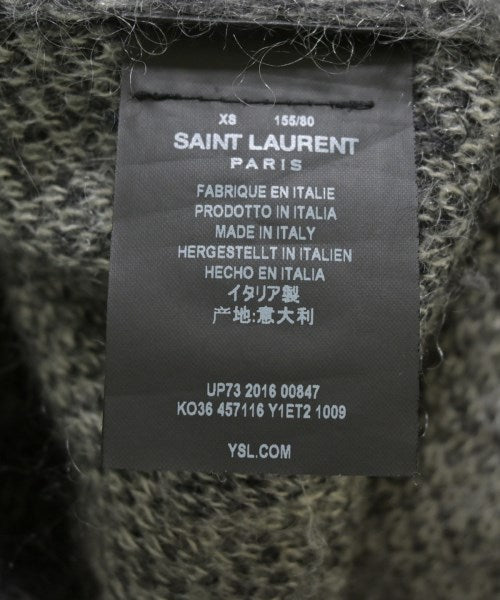 XS 155/80
SAINT LAURENT
PARIS
FABRIQUE EN ITALIE
PRODOTTO IN ITALIA
MADE IN ITALY
HERGESTELLT IN ITALIEN
HECHO EN ITALIA
イタリア製
产地:意大利
UP73 2016 00847
KO36 457116 Y1ET2 1009
YSL.COM